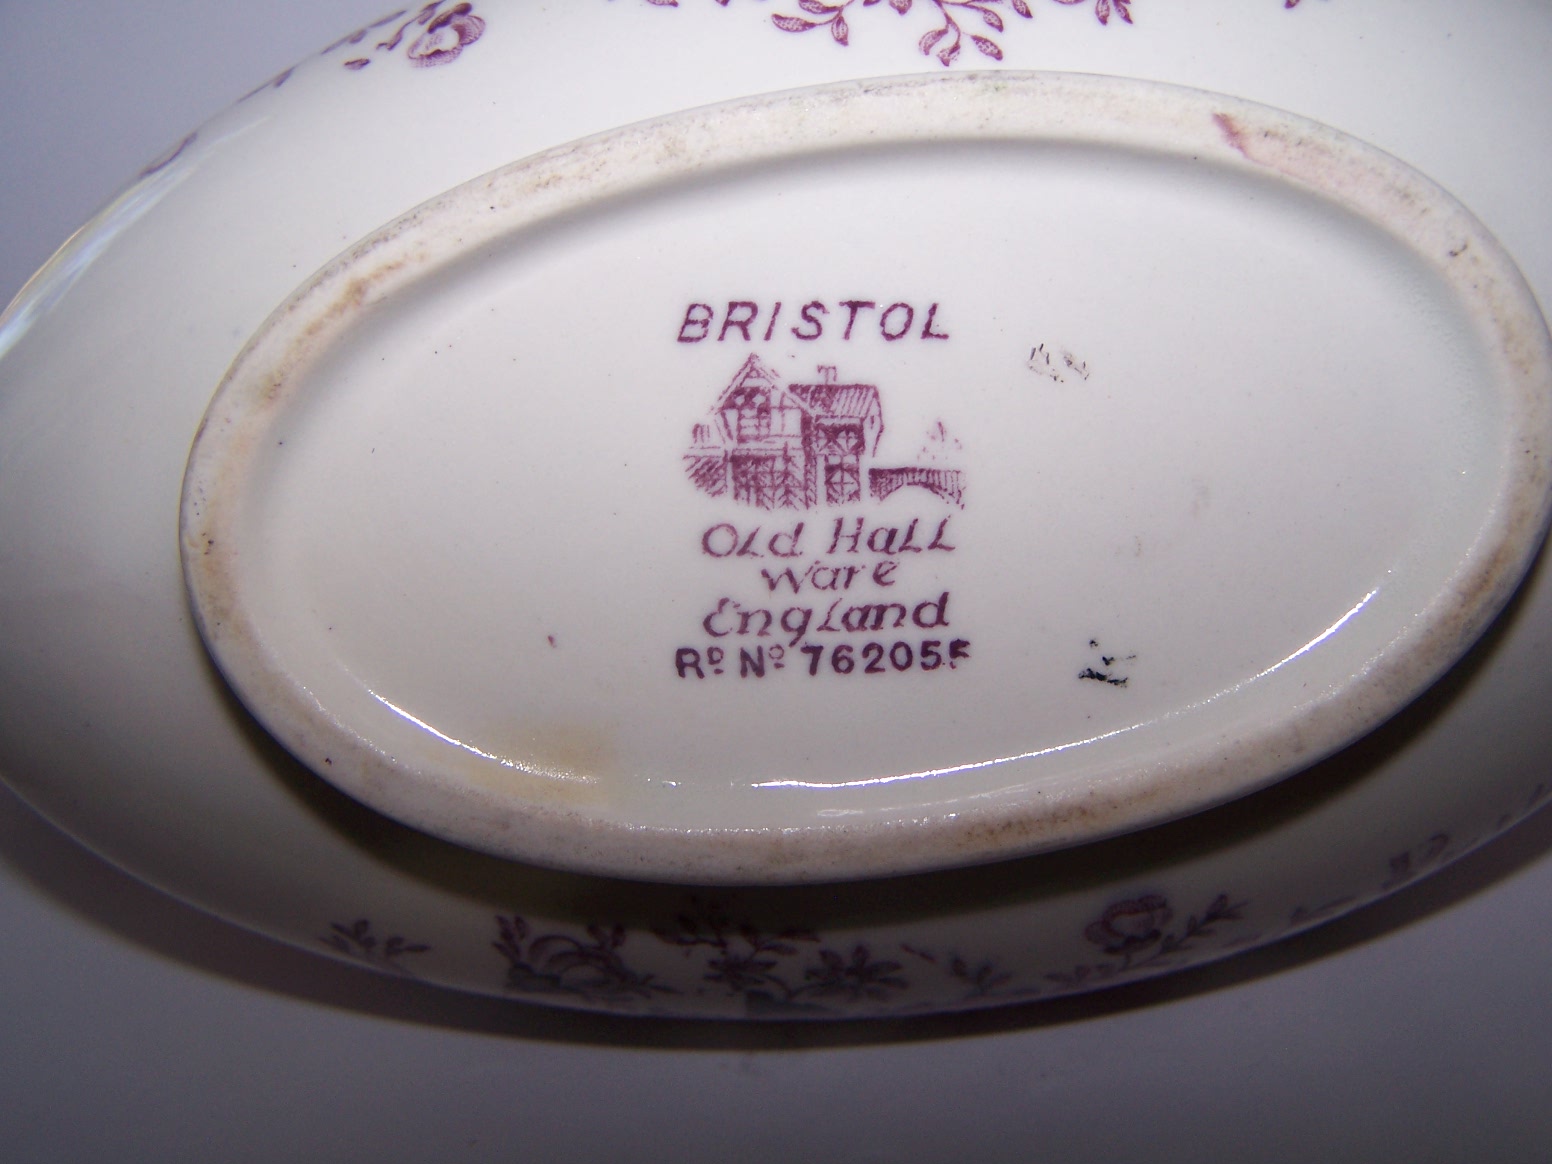 BRISTOL
Old Hall
Ware
England
Rᴰ Nº 762055